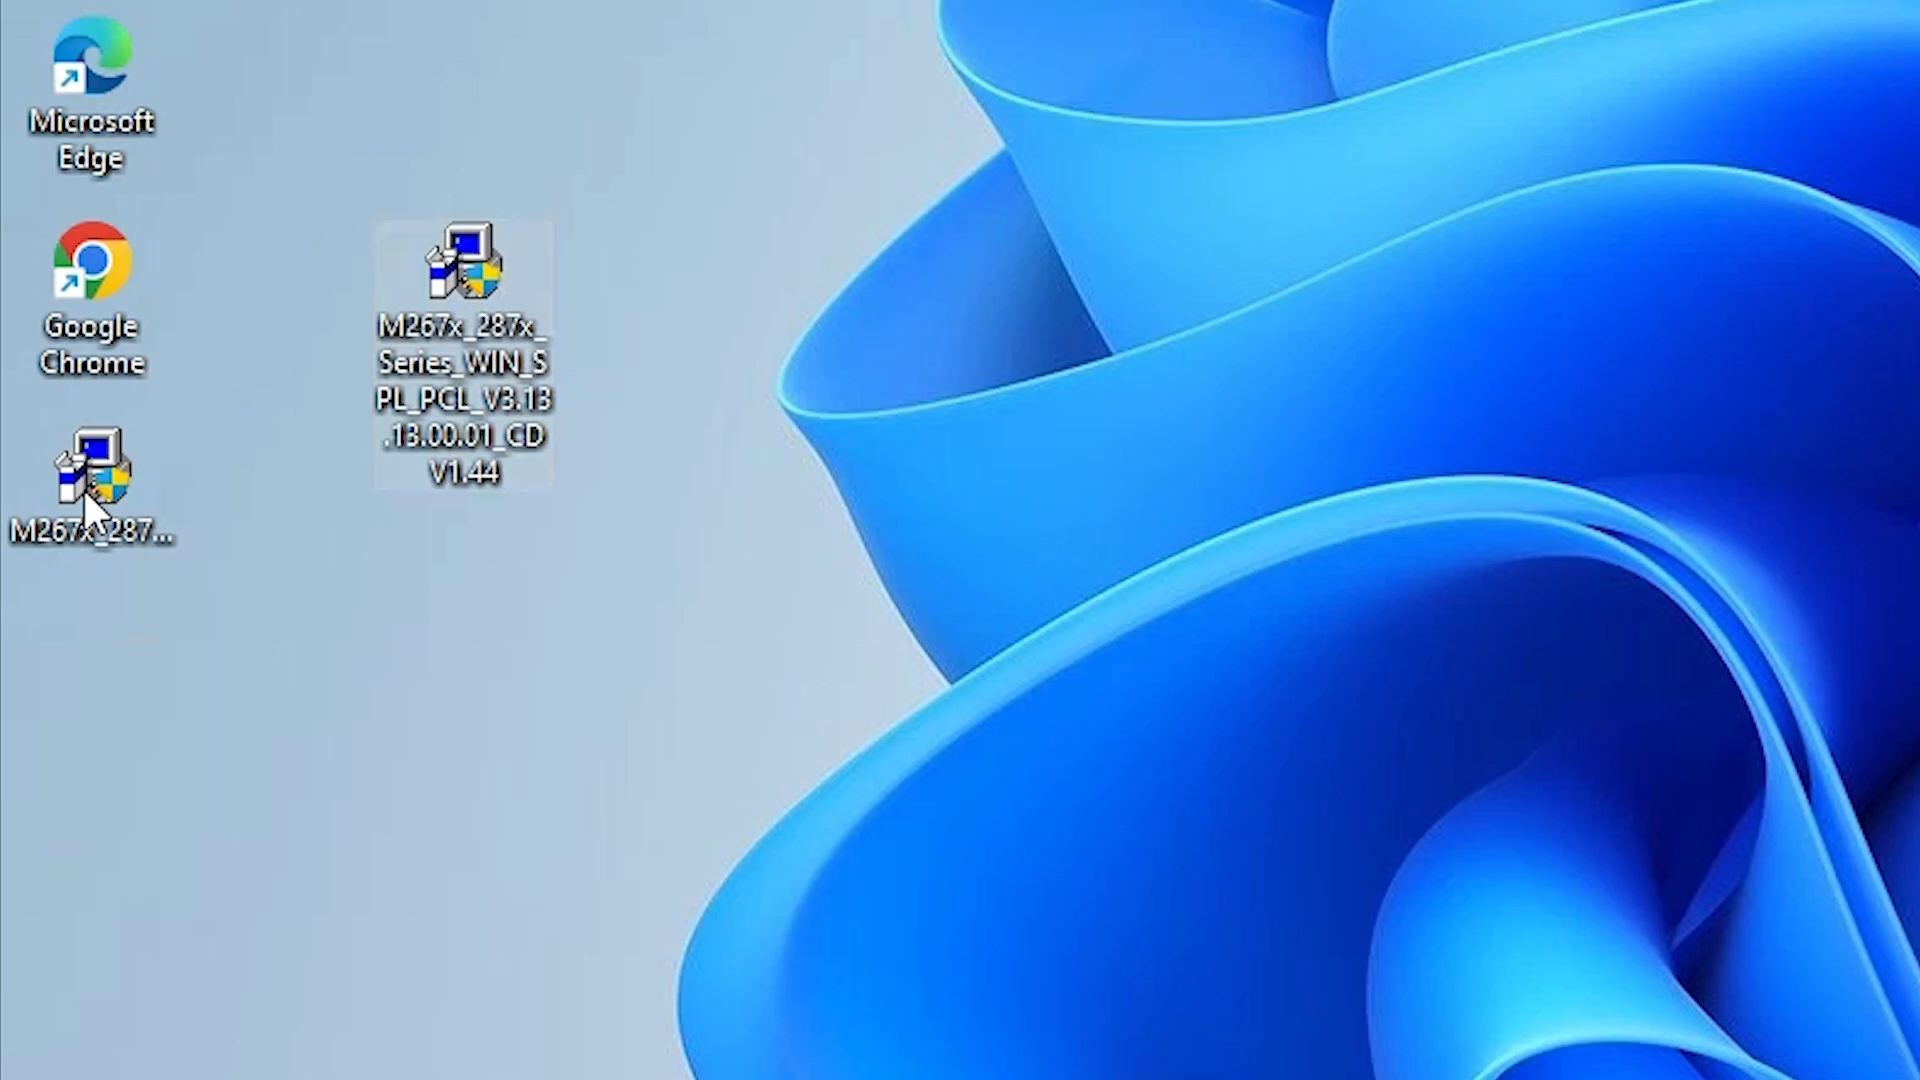 Microsoft
Edge
Google
Chrome
M267x_287...
M267x_287x_
Series_WIN_S
PL_PCL_V3.13
.13.00.01_CD
V1.44